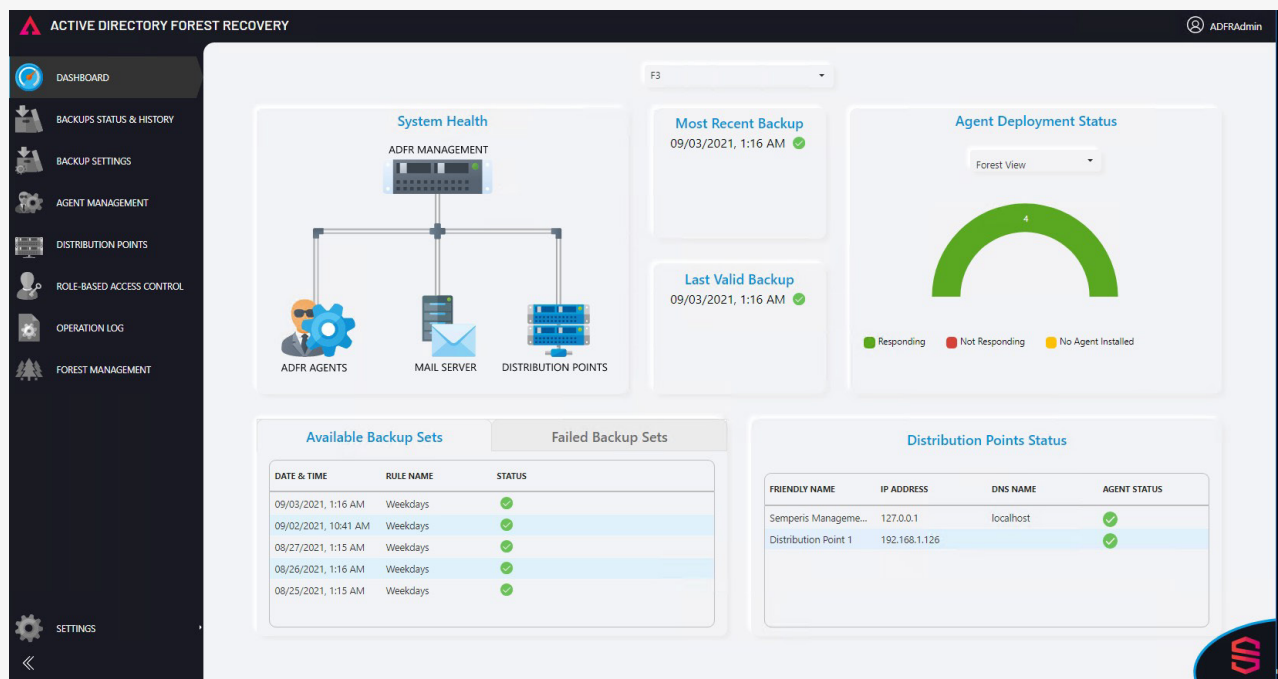 ACTIVE DIRECTORY FOREST RECOVERY
ADFRAdmin
DASHBOARD
BACKUPS STATUS & HISTORY
BACKUP SETTINGS
AGENT MANAGEMENT
DISTRIBUTION POINTS
ROLE-BASED ACCESS CONTROL
OPERATION LOG
FOREST MANAGEMENT
SETTINGS
F3
System Health
ADFR MANAGEMENT
ADFR AGENTS MAIL SERVER DISTRIBUTION POINTS
Most Recent Backup
09/03/2021, 1:16 AM
Last Valid Backup
09/03/2021, 1:16 AM
Agent Deployment Status
Forest View
4
Responding Not Responding No Agent Installed
Available Backup Sets Failed Backup Sets
DATE & TIME RULE NAME STATUS
09/03/2021, 1:16 AM Weekdays
09/02/2021, 10:41 AM Weekdays
08/27/2021, 1:15 AM Weekdays
08/26/2021, 1:16 AM Weekdays
08/25/2021, 1:15 AM Weekdays
Distribution Points Status
FRIENDLY NAME IP ADDRESS DNS NAME AGENT STATUS
Semperis Manageme... 127.0.0.1 localhost
Distribution Point 1 192.168.1.126